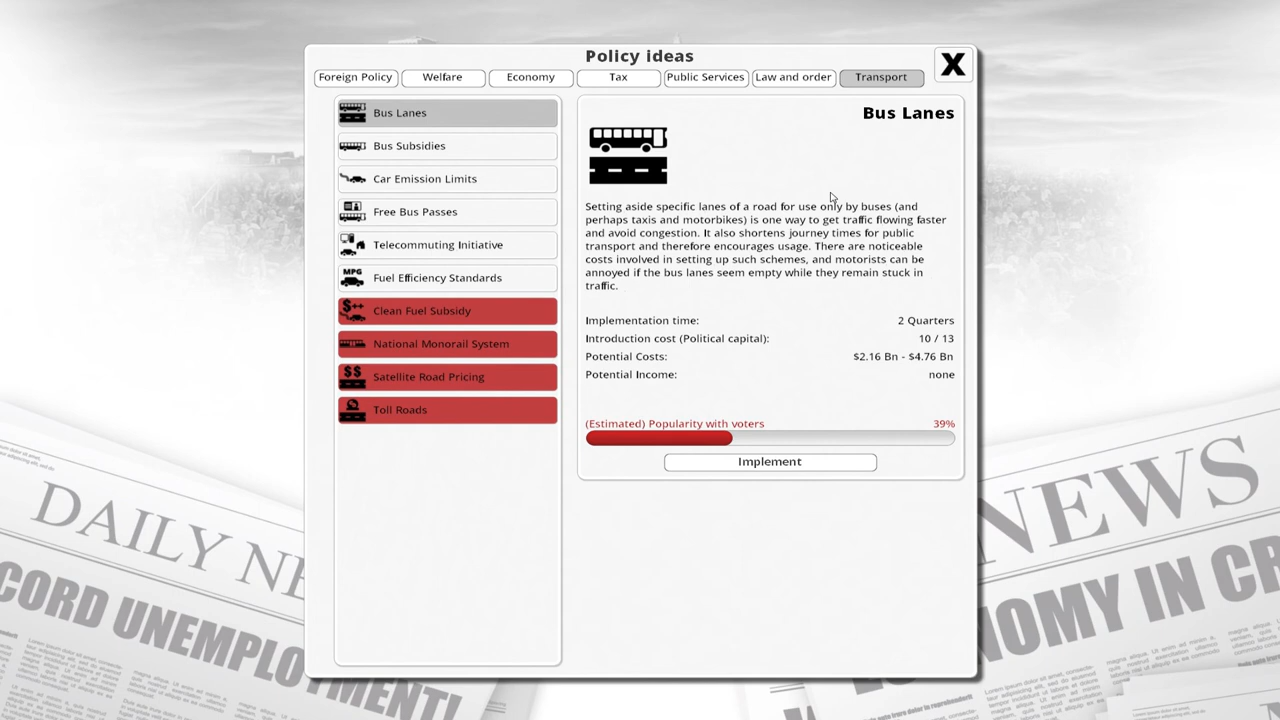 Policy ideas
X
Foreign Policy
Welfare
Economy
Tax
Public Services
Law and order
Transport
Bus Lanes
Bus Subsidies
Car Emission Limits
Free Bus Passes
Telecommuting Initiative
MPG
Fuel Efficiency Standards
$++
Clean Fuel Subsidy
National Monorail System
$$
Satellite Road Pricing
Toll Roads
Bus Lanes
Setting aside specific lanes of a road for use only by buses (and
perhaps taxis and motorbikes) is one way to get traffic flowing faster
and avoid congestion. It also shortens journey times for public
transport and therefore encourages usage. There are noticeable
costs involved in setting up such schemes, and motorists can be
annoyed if the bus lanes seem empty while they remain stuck in
traffic.
Implementation time: 2 Quarters
Introduction cost (Political capital): 10 / 13
Potential Costs: $2.16 Bn - $4.76 Bn
Potential Income: none
(Estimated) Popularity with voters 39%
Implement
DAILY NE
CORD UNEMPLOYMENT!
NEWS
NOMY IN CR